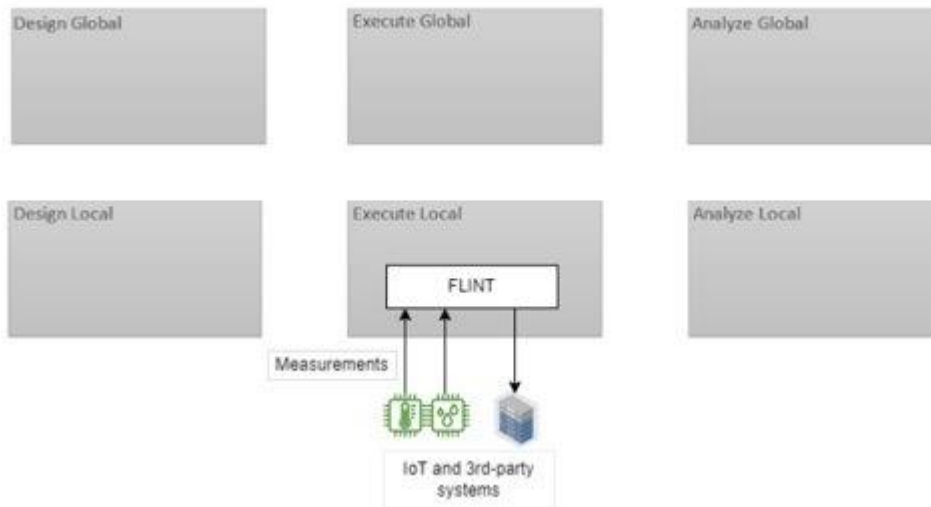 Design Global
Execute Global
Analyze Global
Design Local
Execute Local
Analyze Local
FLINT
Measurements
IoT and 3rd-party
systems